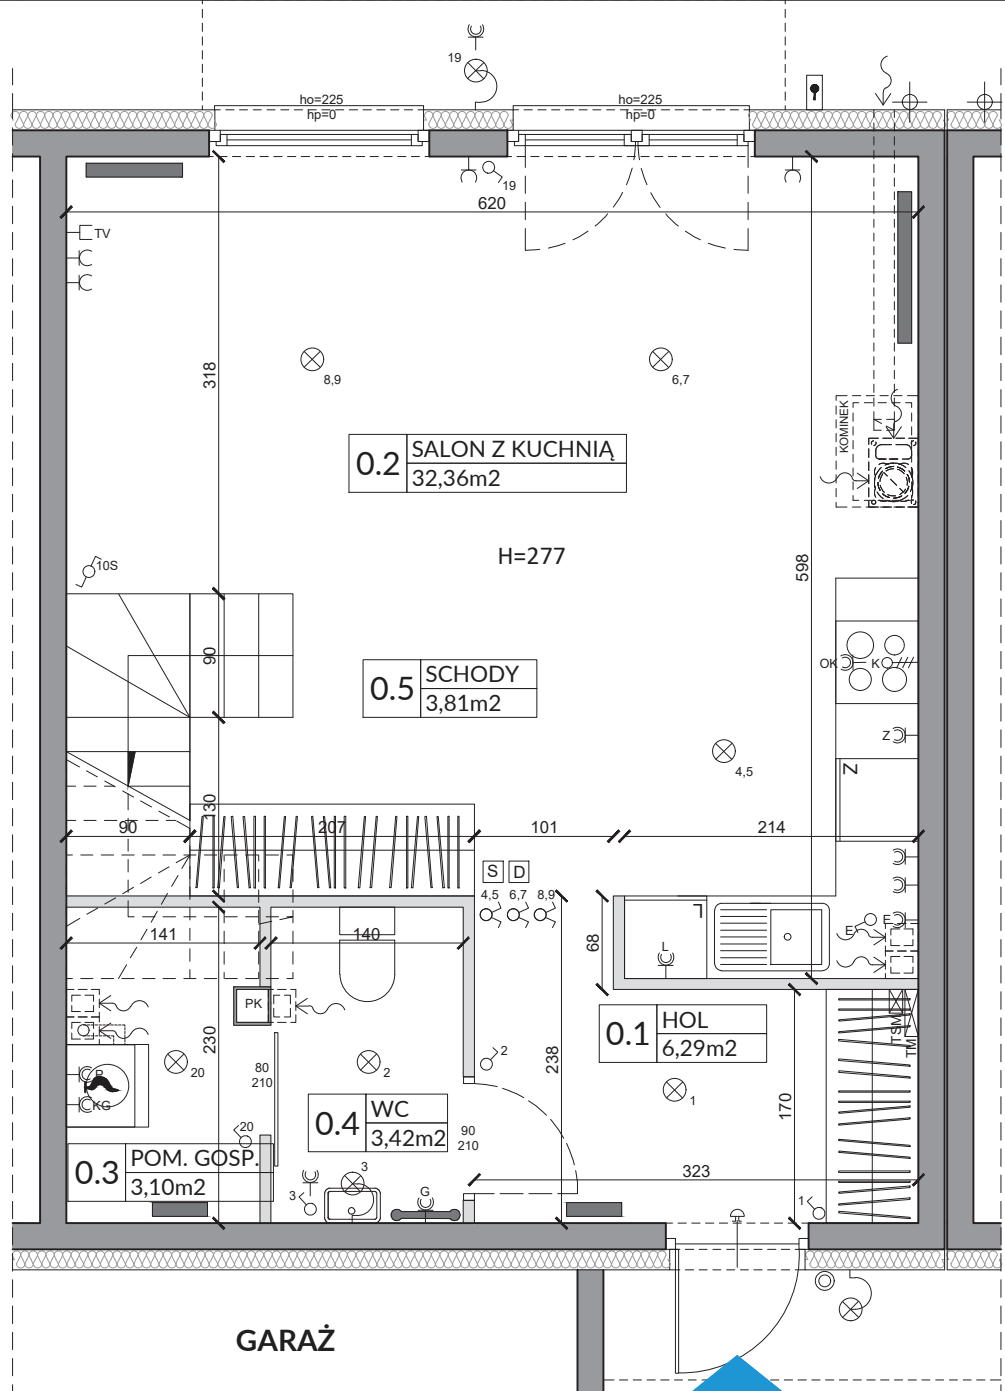 19
ho=225
hp=0
ho=225
hp=0
19
620
TV
318
8,9
6,7
KOMINEK
0.2 SALON Z KUCHNIĄ
32,36m2
H=277
598
10S
90
0.5 SCHODY
3,81m2
OK
K
Z
4,5
Z
130
90
207
101
214
S D
4,5 6,7 8,9
E
E
141
140
68
L
PK
230
0.1 HOL
6,29m2
TSM
TM
238
2
20
80
210
2
P
KG
1
170
0.4 WC
3,42m2
90
210
20
0.3 POM. GOSP.
3,10m2
3
3
G
323
1
GARAŻ